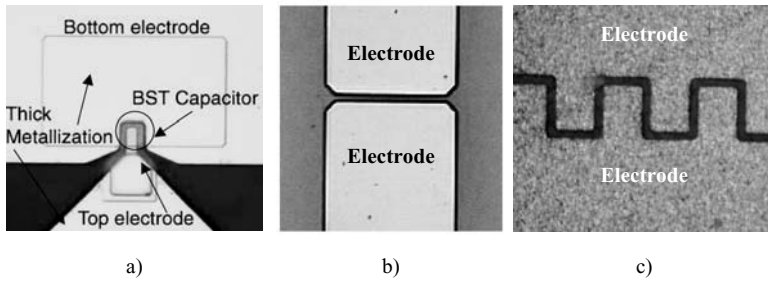 Bottom electrode
BST Capacitor
Thick
Metallization
Top electrode
Electrode
Electrode
Electrode
Electrode
a)
b)
c)